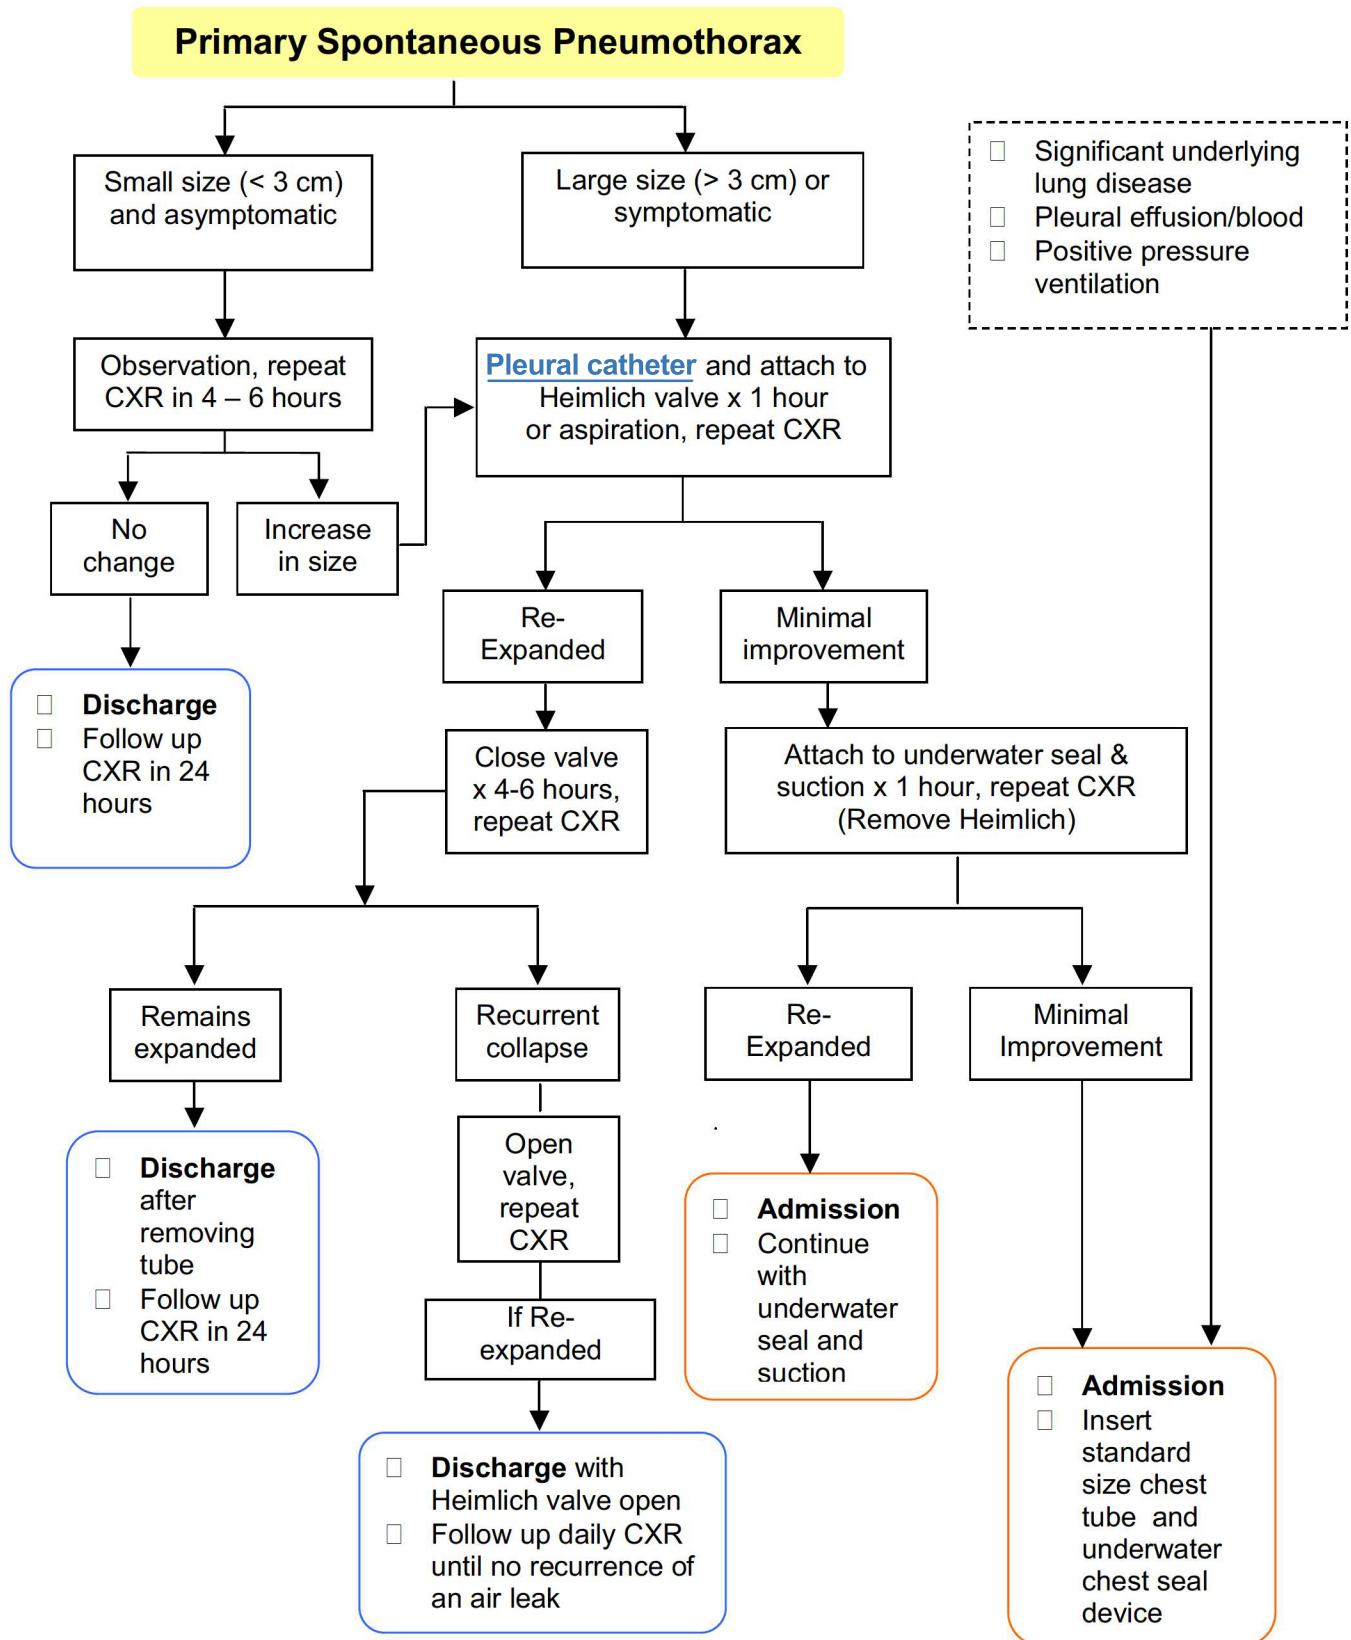 Primary Spontaneous Pneumothorax
Small size (< 3 cm)
and asymptomatic
Large size (> 3 cm) or
symptomatic
Significant underlying
lung disease
Pleural effusion/blood
Positive pressure
ventilation
Observation, repeat
CXR in 4 – 6 hours
Pleural catheter and attach to
Heimlich valve x 1 hour
or aspiration, repeat CXR
No
change
Increase
in size
Re-
Expanded
Minimal
improvement
Discharge
Follow up
CXR in 24
hours
Close valve
x 4-6 hours,
repeat CXR
Attach to underwater seal &
suction x 1 hour, repeat CXR
(Remove Heimlich)
Remains
expanded
Recurrent
collapse
Re-
Expanded
Minimal
Improvement
Discharge
after
removing
tube
Follow up
CXR in 24
hours
Open
valve,
repeat
CXR
If Re-
expanded
Admission
Continue
with
underwater
seal and
suction
Discharge with
Heimlich valve open
Follow up daily CXR
until no recurrence of
an air leak
Admission
Insert
standard
size chest
tube and
underwater
chest seal
device